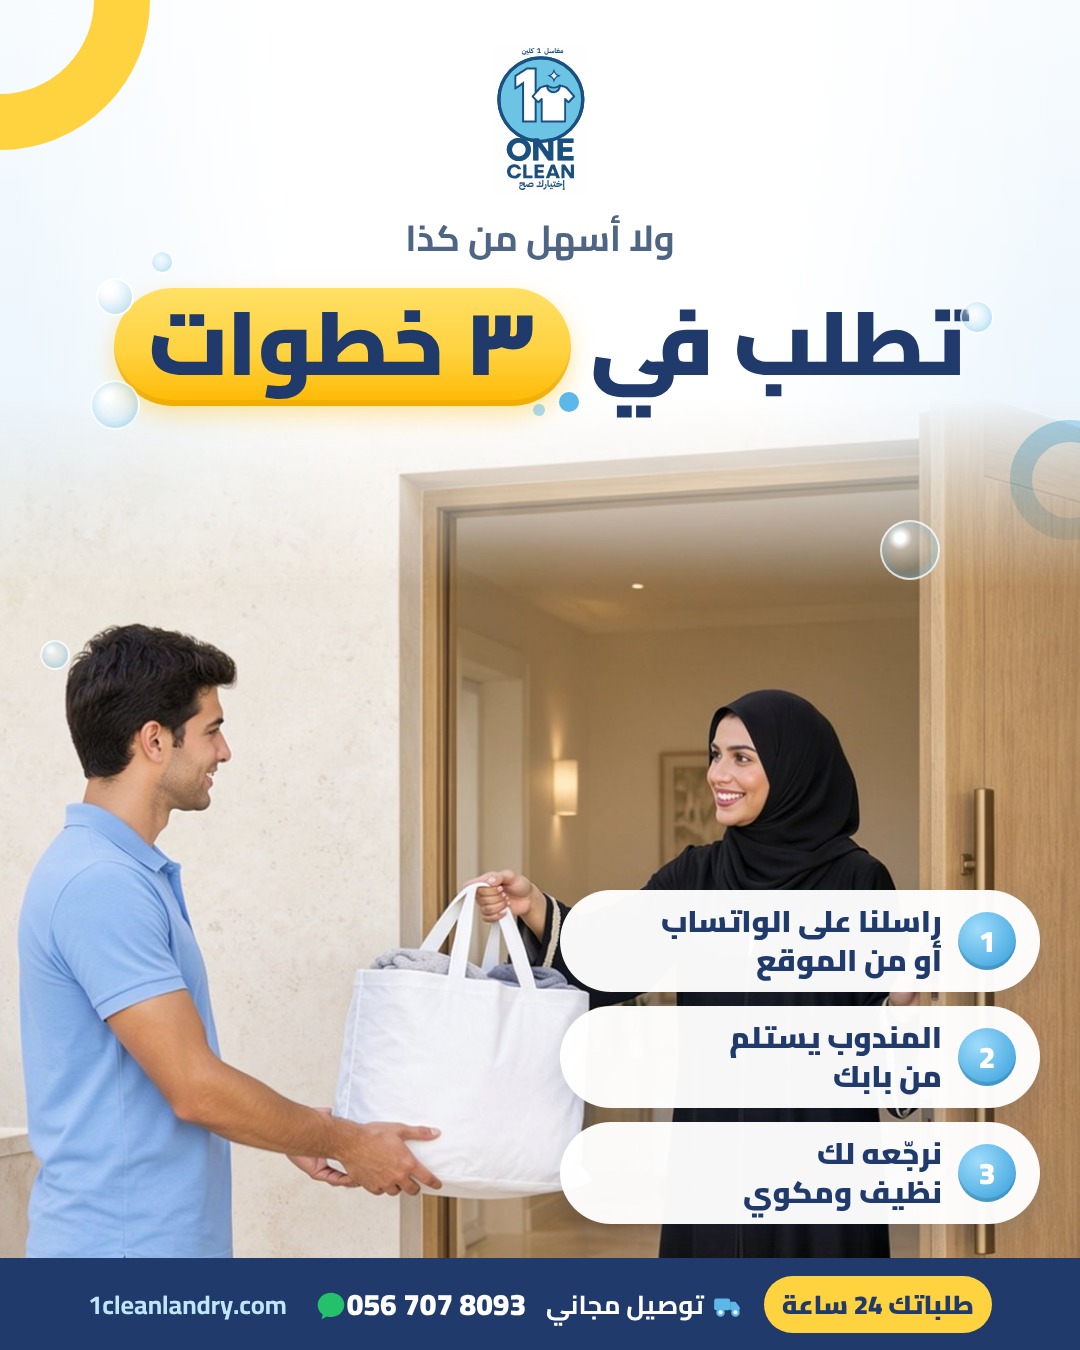 مغاسل 1 كلين
1
ONE
CLEAN
إختيارك صح
ولا أسهل من كذا
تطلب في ٣ خطوات
1
راسلنا على الواتساب
أو من الموقع
2
المندوب يستلم
من بابك
3
نرجّعه لك
نظيف ومكوي
طلباتك 24 ساعة
توصيل مجاني
056 707 8093
1cleanlandry.com